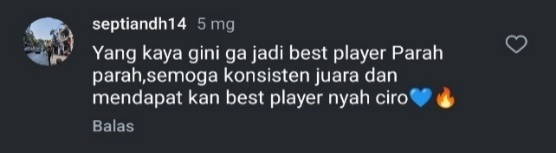 septiandh14 5 mg
Yang kaya gini ga jadi best player Parah
parah,semoga konsisten juara dan
mendapat kan best player nyah ciro💙🔥
Balas